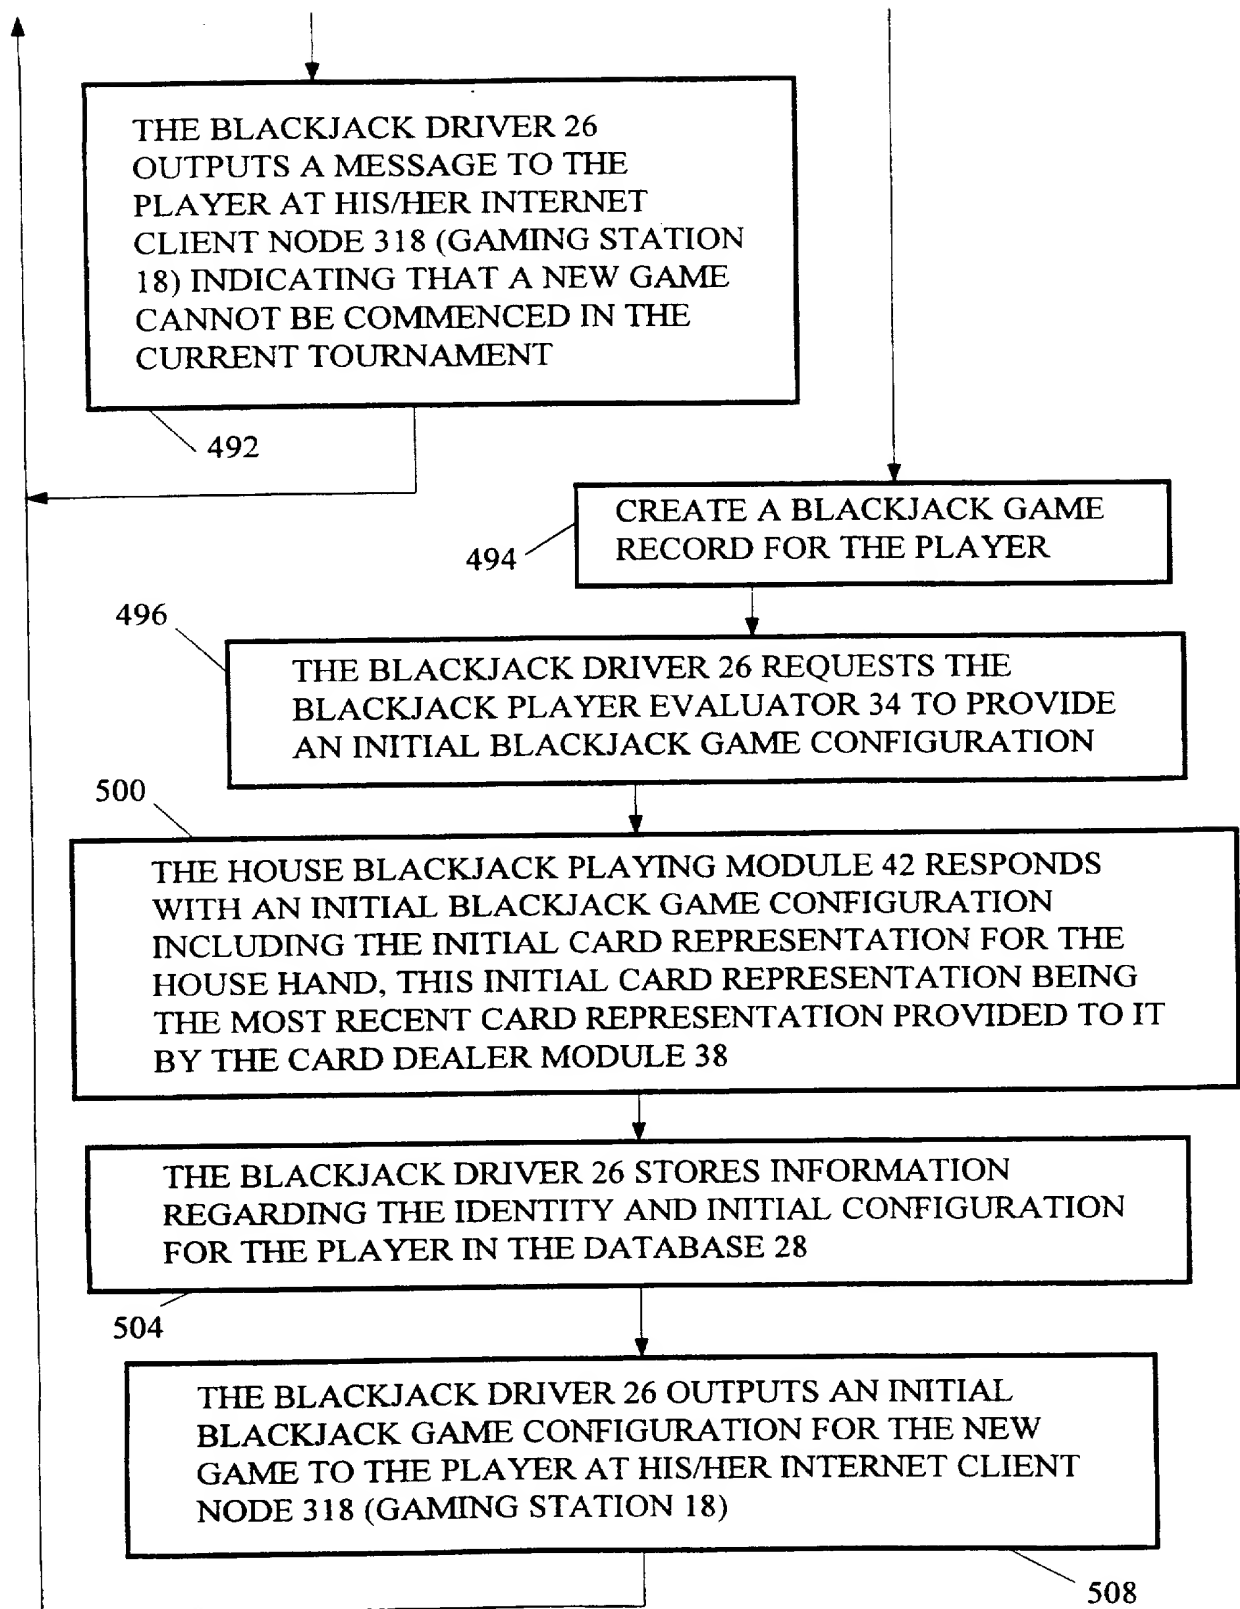 THE BLACKJACK DRIVER 26
OUTPUTS A MESSAGE TO THE
PLAYER AT HIS/HER INTERNET
CLIENT NODE 318 (GAMING STATION
18) INDICATING THAT A NEW GAME
CANNOT BE COMMENCED IN THE
CURRENT TOURNAMENT
492
CREATE A BLACKJACK GAME
RECORD FOR THE PLAYER
494
496
THE BLACKJACK DRIVER 26 REQUESTS THE
BLACKJACK PLAYER EVALUATOR 34 TO PROVIDE
AN INITIAL BLACKJACK GAME CONFIGURATION
500
THE HOUSE BLACKJACK PLAYING MODULE 42 RESPONDS
WITH AN INITIAL BLACKJACK GAME CONFIGURATION
INCLUDING THE INITIAL CARD REPRESENTATION FOR THE
HOUSE HAND, THIS INITIAL CARD REPRESENTATION BEING
THE MOST RECENT CARD REPRESENTATION PROVIDED TO IT
BY THE CARD DEALER MODULE 38
THE BLACKJACK DRIVER 26 STORES INFORMATION
REGARDING THE IDENTITY AND INITIAL CONFIGURATION
FOR THE PLAYER IN THE DATABASE 28
504
THE BLACKJACK DRIVER 26 OUTPUTS AN INITIAL
BLACKJACK GAME CONFIGURATION FOR THE NEW
GAME TO THE PLAYER AT HIS/HER INTERNET CLIENT
NODE 318 (GAMING STATION 18)
508